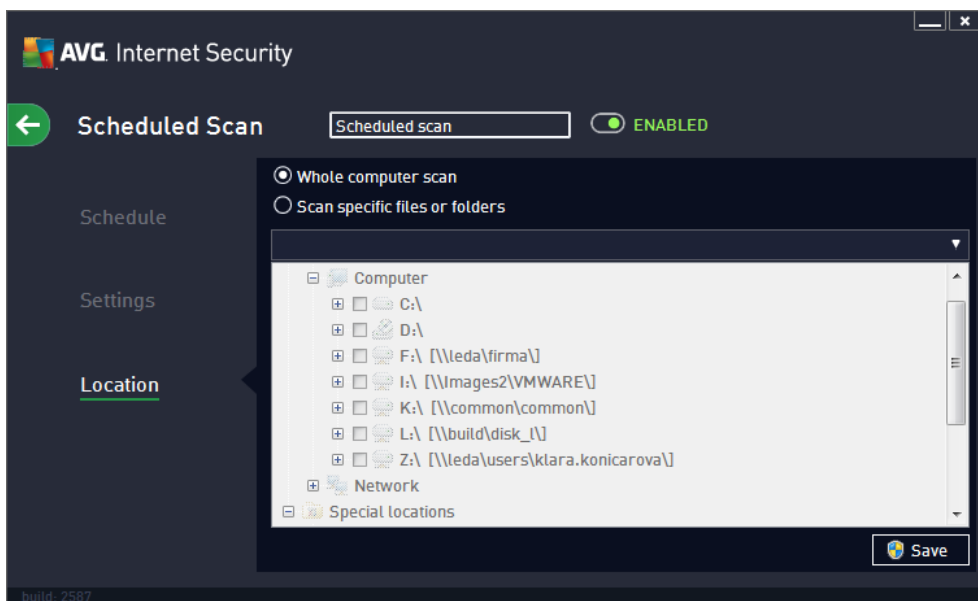 AVG. Internet Security
Scheduled Scan
Scheduled scan
ENABLED
Whole computer scan
Scan specific files or folders
Schedule
Settings
Location
Computer
C:\
D:\
F:\ [\\leda\firma\]
I:\ [\\Images2\VMWARE\]
K:\ [\\common\common\]
L:\ [\\build\disk_l\]
Z:\ [\\leda\users\klara.konicarova\]
Network
Special locations
Save
build- 2587